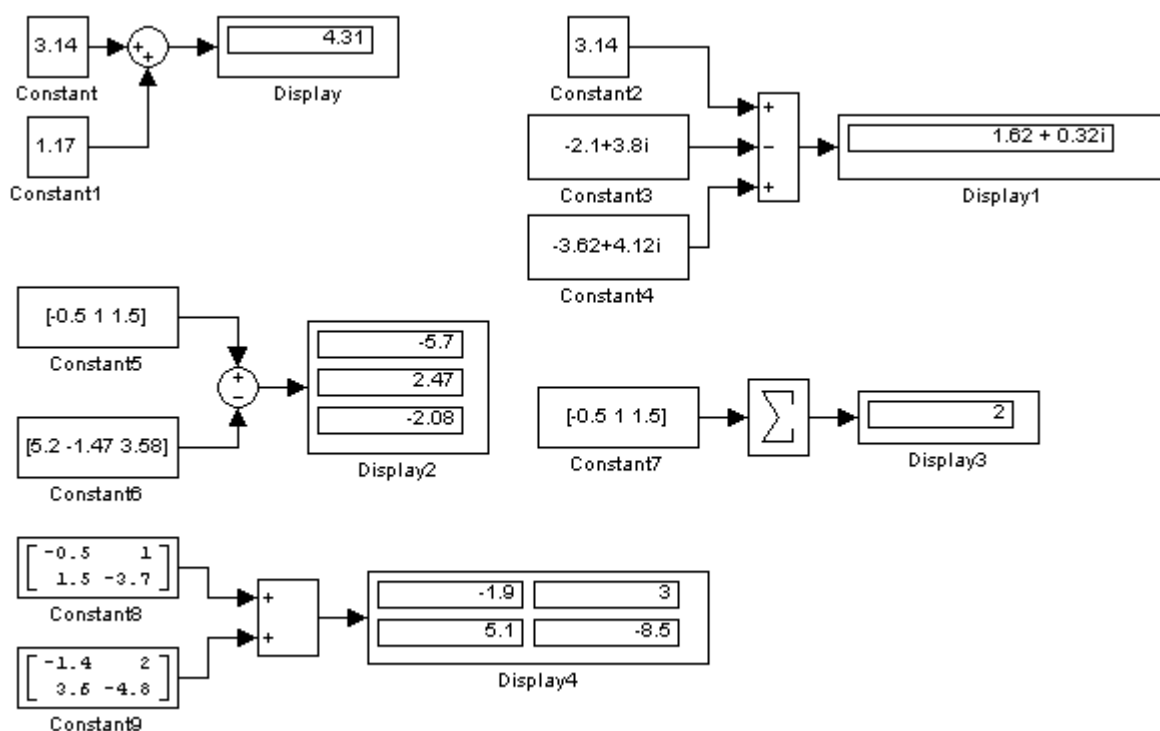 3.14
+
+
4.31
Constant
Display
1.17
Constant1
3.14
Constant2
+
-2.1+3.8i
−
1.62 + 0.32i
Constant3
+
Display1
-3.62+4.12i
Constant4
[-0.5 1 1.5]
Constant5
+
−
-5.7
2.47
-2.08
[5.2 -1.47 3.58]
Display2
Constant6
[-0.5 1 1.5]
Constant7
2
Display3
-0.5 1
1.5 -3.7
Constant8
+
+
-1.9 3
5.1 -8.5
-1.4 2
3.6 -4.8
Display4
Constant9